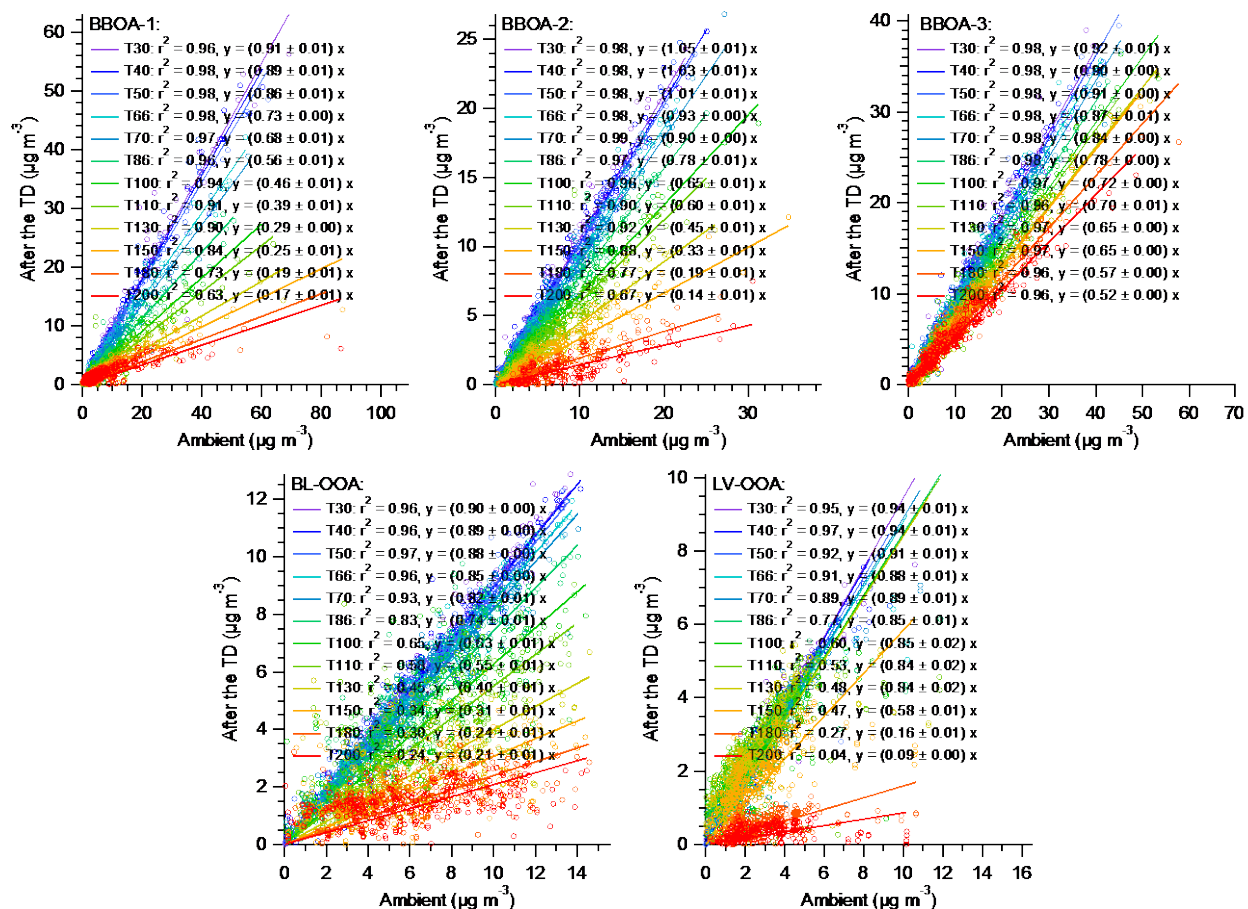 BBOA-1:
T30: r² = 0.96, y = (0.91 ± 0.01) x
T40: r² = 0.98, y = (0.89 ± 0.01) x
T50: r² = 0.98, y = (0.86 ± 0.01) x
T66: r² = 0.98, y = (0.73 ± 0.00) x
T70: r² = 0.97, y = (0.68 ± 0.01) x
T86: r² = 0.96, y = (0.56 ± 0.01) x
T100: r² = 0.94, y = (0.46 ± 0.01) x
T110: r² = 0.91, y = (0.39 ± 0.01) x
T130: r² = 0.90, y = (0.29 ± 0.00) x
T150: r² = 0.84, y = (0.25 ± 0.01) x
T180: r² = 0.73, y = (0.19 ± 0.01) x
T200: r² = 0.63, y = (0.17 ± 0.01) x
After the TD (µg m⁻³)
60
50
40
30
20
10
0
0 20 40 60 80 100
Ambient (µg m⁻³)
BBOA-2:
T30: r² = 0.98, y = (1.05 ± 0.01) x
T40: r² = 0.98, y = (1.03 ± 0.01) x
T50: r² = 0.98, y = (1.01 ± 0.01) x
T66: r² = 0.98, y = (0.93 ± 0.00) x
T70: r² = 0.99, y = (0.90 ± 0.00) x
T86: r² = 0.97, y = (0.78 ± 0.01) x
T100: r² = 0.96, y = (0.65 ± 0.01) x
T110: r² = 0.90, y = (0.60 ± 0.01) x
T130: r² = 0.92, y = (0.45 ± 0.01) x
T150: r² = 0.88, y = (0.33 ± 0.01) x
T180: r² = 0.77, y = (0.19 ± 0.01) x
T200: r² = 0.67, y = (0.14 ± 0.01) x
After the TD (µg m⁻³)
25
20
15
10
5
0
0 10 20 30
Ambient (µg m⁻³)
BBOA-3:
T30: r² = 0.98, y = (0.92 ± 0.01) x
T40: r² = 0.98, y = (0.90 ± 0.00) x
T50: r² = 0.98, y = (0.91 ± 0.00) x
T66: r² = 0.98, y = (0.87 ± 0.01) x
T70: r² = 0.98, y = (0.84 ± 0.00) x
T86: r² = 0.98, y = (0.78 ± 0.00) x
T100: r² = 0.97, y = (0.72 ± 0.00) x
T110: r² = 0.96, y = (0.70 ± 0.01) x
T130: r² = 0.97, y = (0.65 ± 0.00) x
T150: r² = 0.97, y = (0.65 ± 0.00) x
T180: r² = 0.96, y = (0.57 ± 0.00) x
T200: r² = 0.96, y = (0.52 ± 0.00) x
After the TD (µg m⁻³)
40
30
20
10
0
0 10 20 30 40 50 60 70
Ambient (µg m⁻³)
BL-OOA:
T30: r² = 0.96, y = (0.90 ± 0.00) x
T40: r² = 0.96, y = (0.89 ± 0.00) x
T50: r² = 0.97, y = (0.88 ± 0.00) x
T66: r² = 0.96, y = (0.85 ± 0.00) x
T70: r² = 0.93, y = (0.82 ± 0.01) x
T86: r² = 0.83, y = (0.74 ± 0.01) x
T100: r² = 0.65, y = (0.63 ± 0.01) x
T110: r² = 0.58, y = (0.55 ± 0.01) x
T130: r² = 0.45, y = (0.40 ± 0.01) x
T150: r² = 0.34, y = (0.31 ± 0.01) x
T180: r² = 0.30, y = (0.24 ± 0.01) x
T200: r² = 0.24, y = (0.21 ± 0.01) x
After the TD (µg m⁻³)
12
10
8
6
4
2
0
0 2 4 6 8 10 12 14
Ambient (µg m⁻³)
LV-OOA:
T30: r² = 0.95, y = (0.94 ± 0.01) x
T40: r² = 0.97, y = (0.94 ± 0.01) x
T50: r² = 0.92, y = (0.91 ± 0.01) x
T66: r² = 0.91, y = (0.88 ± 0.01) x
T70: r² = 0.89, y = (0.89 ± 0.01) x
T86: r² = 0.77, y = (0.85 ± 0.01) x
T100: r² = 0.60, y = (0.85 ± 0.02) x
T110: r² = 0.53, y = (0.84 ± 0.02) x
T130: r² = 0.48, y = (0.84 ± 0.02) x
T150: r² = 0.47, y = (0.58 ± 0.01) x
T180: r² = 0.27, y = (0.16 ± 0.01) x
T200: r² = 0.04, y = (0.09 ± 0.00) x
After the TD (µg m⁻³)
10
8
6
4
2
0
0 2 4 6 8 10 12 14 16
Ambient (µg m⁻³)